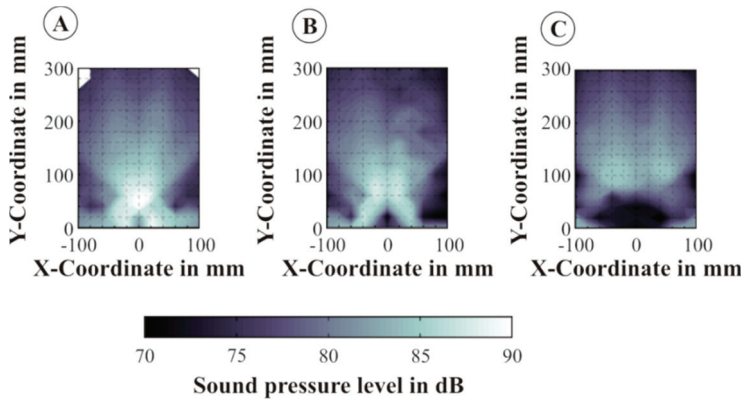 A
B
C
Y-Coordinate in mm
300
200
100
0
-100 0 100
X-Coordinate in mm
Y-Coordinate in mm
300
200
100
0
-100 0 100
X-Coordinate in mm
Y-Coordinate in mm
300
200
100
0
-100 0 100
X-Coordinate in mm
70 75 80 85 90
Sound pressure level in dB